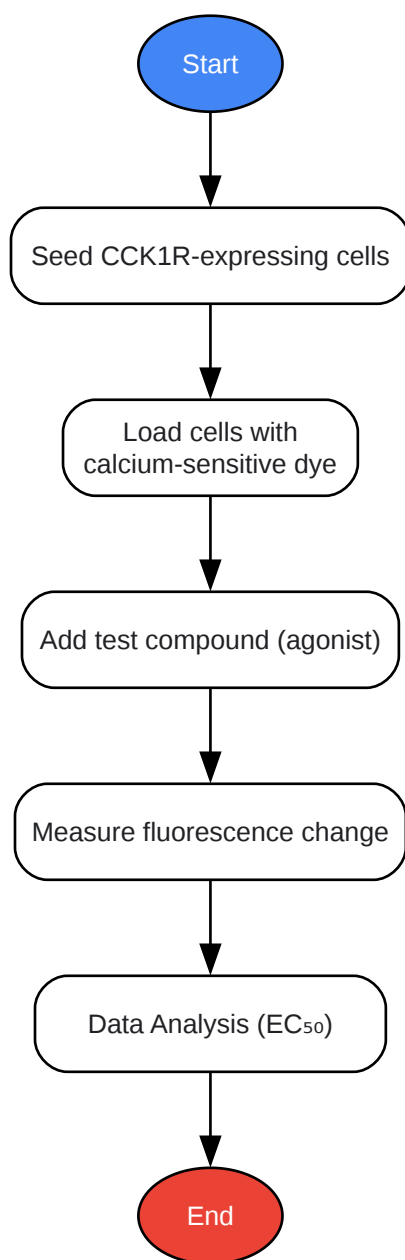 Start
Seed CCK1R-expressing cells
Load cells with
calcium-sensitive dye
Add test compound (agonist)
Measure fluorescence change
Data Analysis (EC₅₀)
End